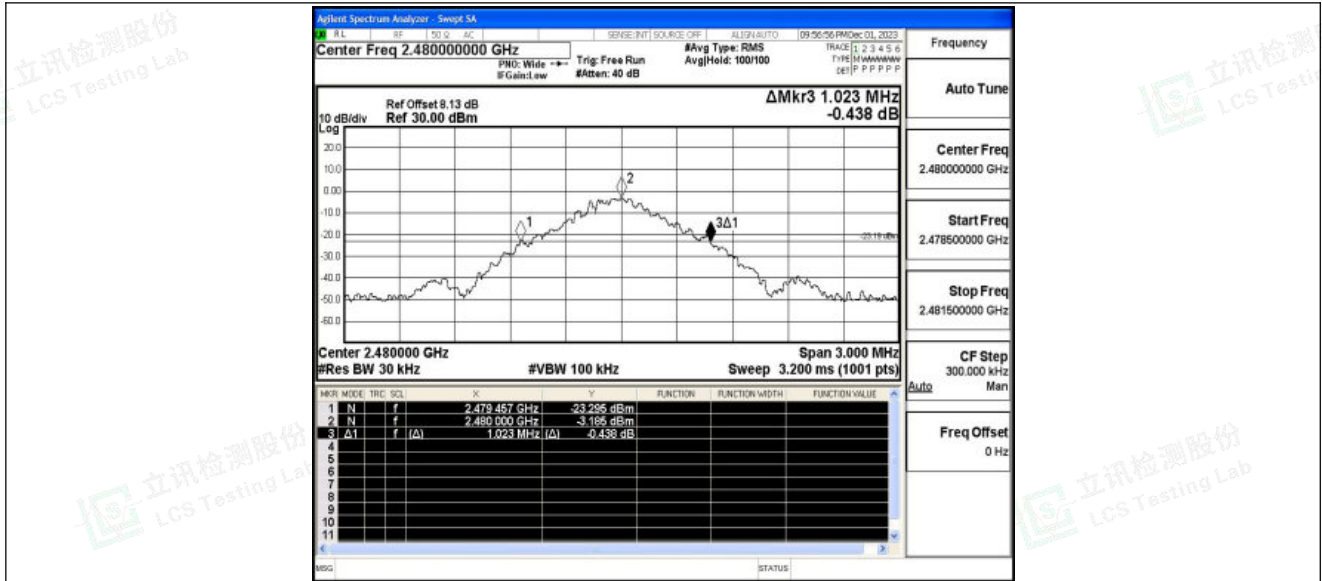 Agilent Spectrum Analyzer - Swept SA
RL RF 50 Ω AC SENSE:INT SOURCE OFF ALIGN AUTO 09:56:56 PM Dec 01, 2023
Center Freq 2.480000000 GHz
PNO: Wide
IFGain:Low
Trig: Free Run
#Atten: 40 dB
#Avg Type: RMS
Avg|Hold: 100/100
TRACE 1 2 3 4 5 6
TYPE M WWWWW
DET P P P P P P
Frequency
Auto Tune
Center Freq
2.480000000 GHz
Start Freq
2.478500000 GHz
Stop Freq
2.481500000 GHz
CF Step
300.000 kHz
Auto Man
Freq Offset
0 Hz
ΔMkr3 1.023 MHz
-0.438 dB
Ref Offset 8.13 dB
10 dB/div Ref 30.00 dBm
Log
20.0
10.0
0.00
-10.0
-20.0
-30.0
-40.0
-50.0
-60.0
1
2
3Δ1
-23.19 dBm
Center 2.480000 GHz Span 3.000 MHz
#Res BW 30 kHz #VBW 100 kHz Sweep 3.200 ms (1001 pts)
MKR MODE TRC SCL X Y FUNCTION FUNCTION WIDTH FUNCTION VALUE
1 N f 2.479 457 GHz -23.295 dBm
2 N f 2.480 000 GHz -3.185 dBm
3 Δ1 f (Δ) 1.023 MHz (Δ) -0.438 dB
4
5
6
7
8
9
10
11
MSG STATUS
立讯检测股份
LCS Testing Lab
立讯检测
LCS Testi
立讯检测股份
LCS Testing Lab
立讯检测股份
LCS Testing Lab